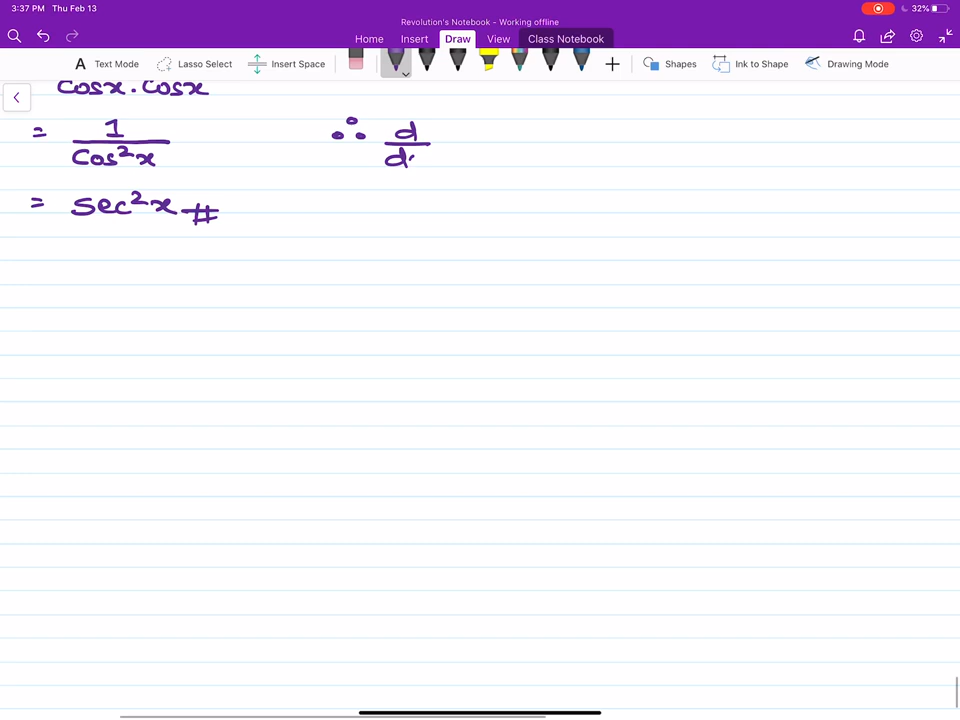 3:37 PM Thu Feb 13
32%
Revolution's Notebook - Working offline
Home Insert Draw View Class Notebook
Text Mode Lasso Select Insert Space Shapes Ink to Shape Drawing Mode
Cosx . Cosx
= 1 / Cos²x
∴ d / d
= sec²x #